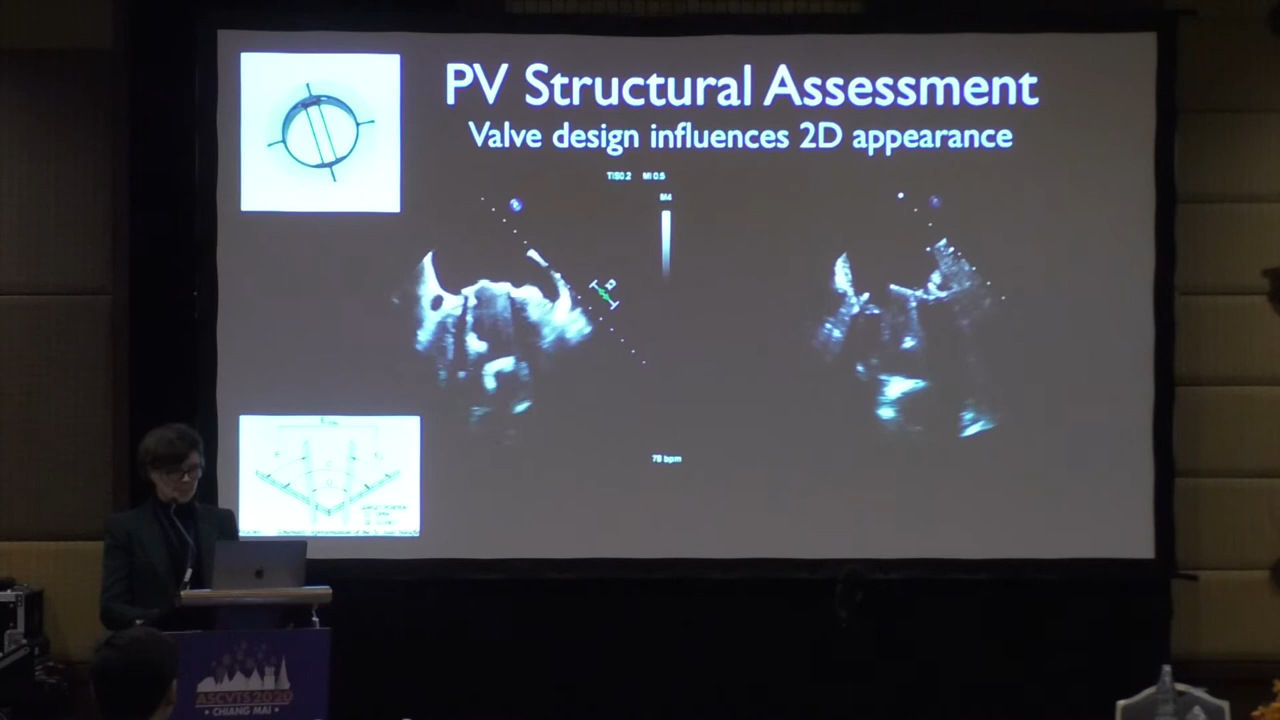 PV Structural Assessment
Valve design influences 2D appearance
TIS0.2 MI 0.5
M4
78 bpm
ASCVTS 2020
• CHIANG MAI •